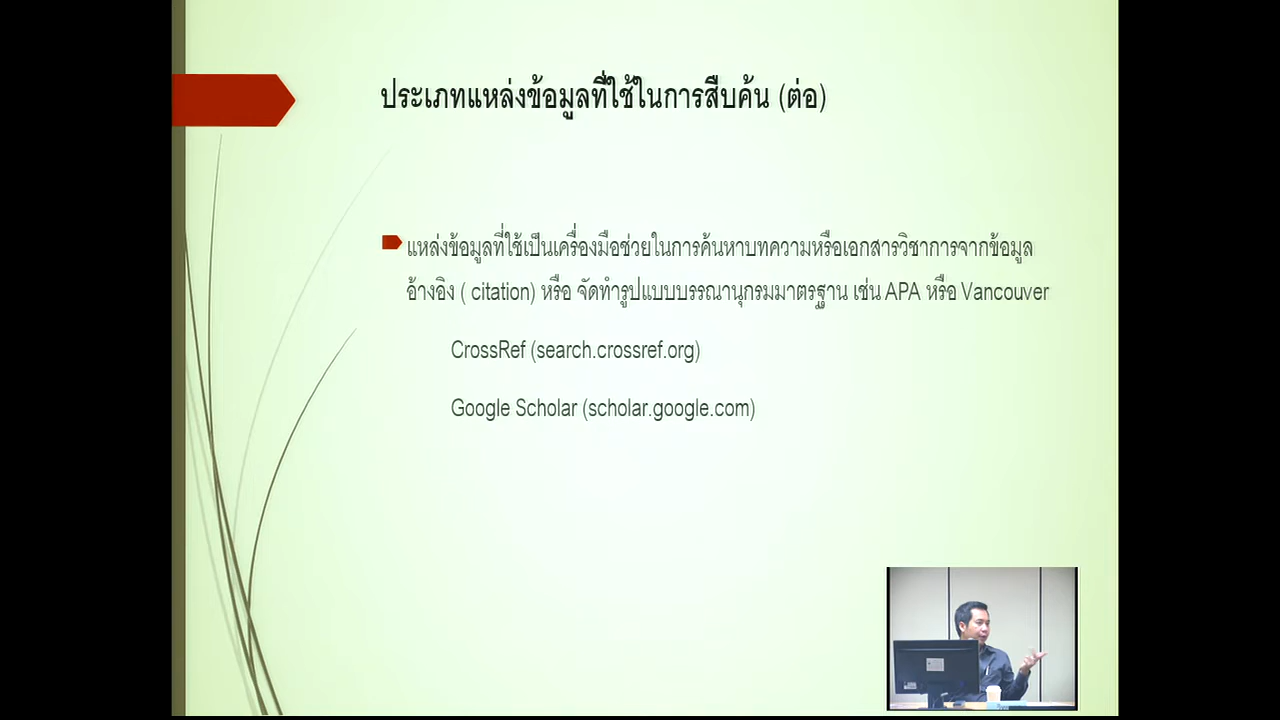 ประเภทแหล่งข้อมูลที่ใช้ในการสืบค้น (ต่อ)
แหล่งข้อมูลที่ใช้เป็นเครื่องมือช่วยในการค้นหาบทความหรือเอกสารวิชาการจากข้อมูล
อ้างอิง ( citation) หรือ จัดทำรูปแบบบรรณานุกรมมาตรฐาน เช่น APA หรือ Vancouver
CrossRef (search.crossref.org)
Google Scholar (scholar.google.com)